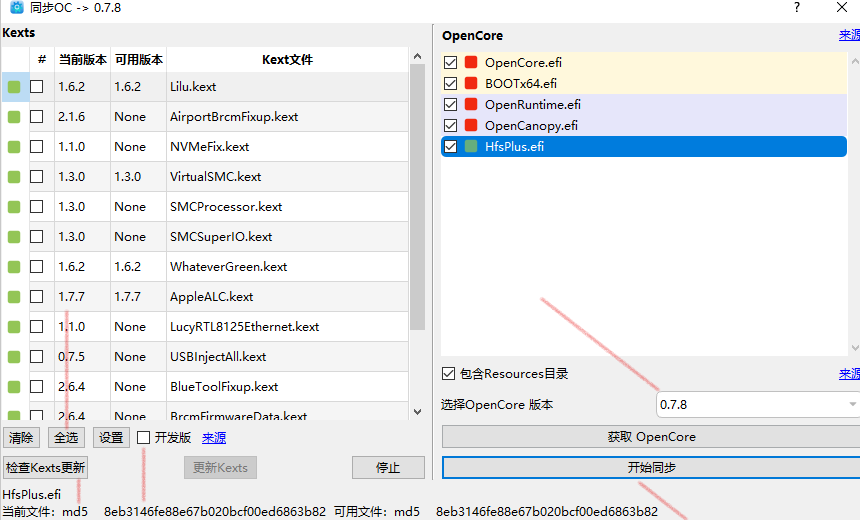 同步OC -> 0.7.8 ?
Kexts
# 当前版本 可用版本 Kext文件
1.6.2 1.6.2 Lilu.kext
2.1.6 None AirportBrcmFixup.kext
1.1.0 None NVMeFix.kext
1.3.0 1.3.0 VirtualSMC.kext
1.3.0 None SMCProcessor.kext
1.3.0 None SMCSuperIO.kext
1.6.2 1.6.2 WhateverGreen.kext
1.7.7 1.7.7 AppleALC.kext
1.1.0 None LucyRTL8125Ethernet.kext
0.7.5 None USBInjectAll.kext
2.6.4 None BlueToolFixup.kext
2.6.4 None BrcmFirmwareData.kext
清除 全选 设置 开发版 来源
检查Kexts更新 更新Kexts 停止
OpenCore 来源
OpenCore.efi
BOOTx64.efi
OpenRuntime.efi
OpenCanopy.efi
HfsPlus.efi
包含Resources目录 来源
选择OpenCore 版本 0.7.8
获取 OpenCore
开始同步
HfsPlus.efi
当前文件: md5 8eb3146fe88e67b020bcf00ed6863b82 可用文件: md5 8eb3146fe88e67b020bcf00ed6863b82